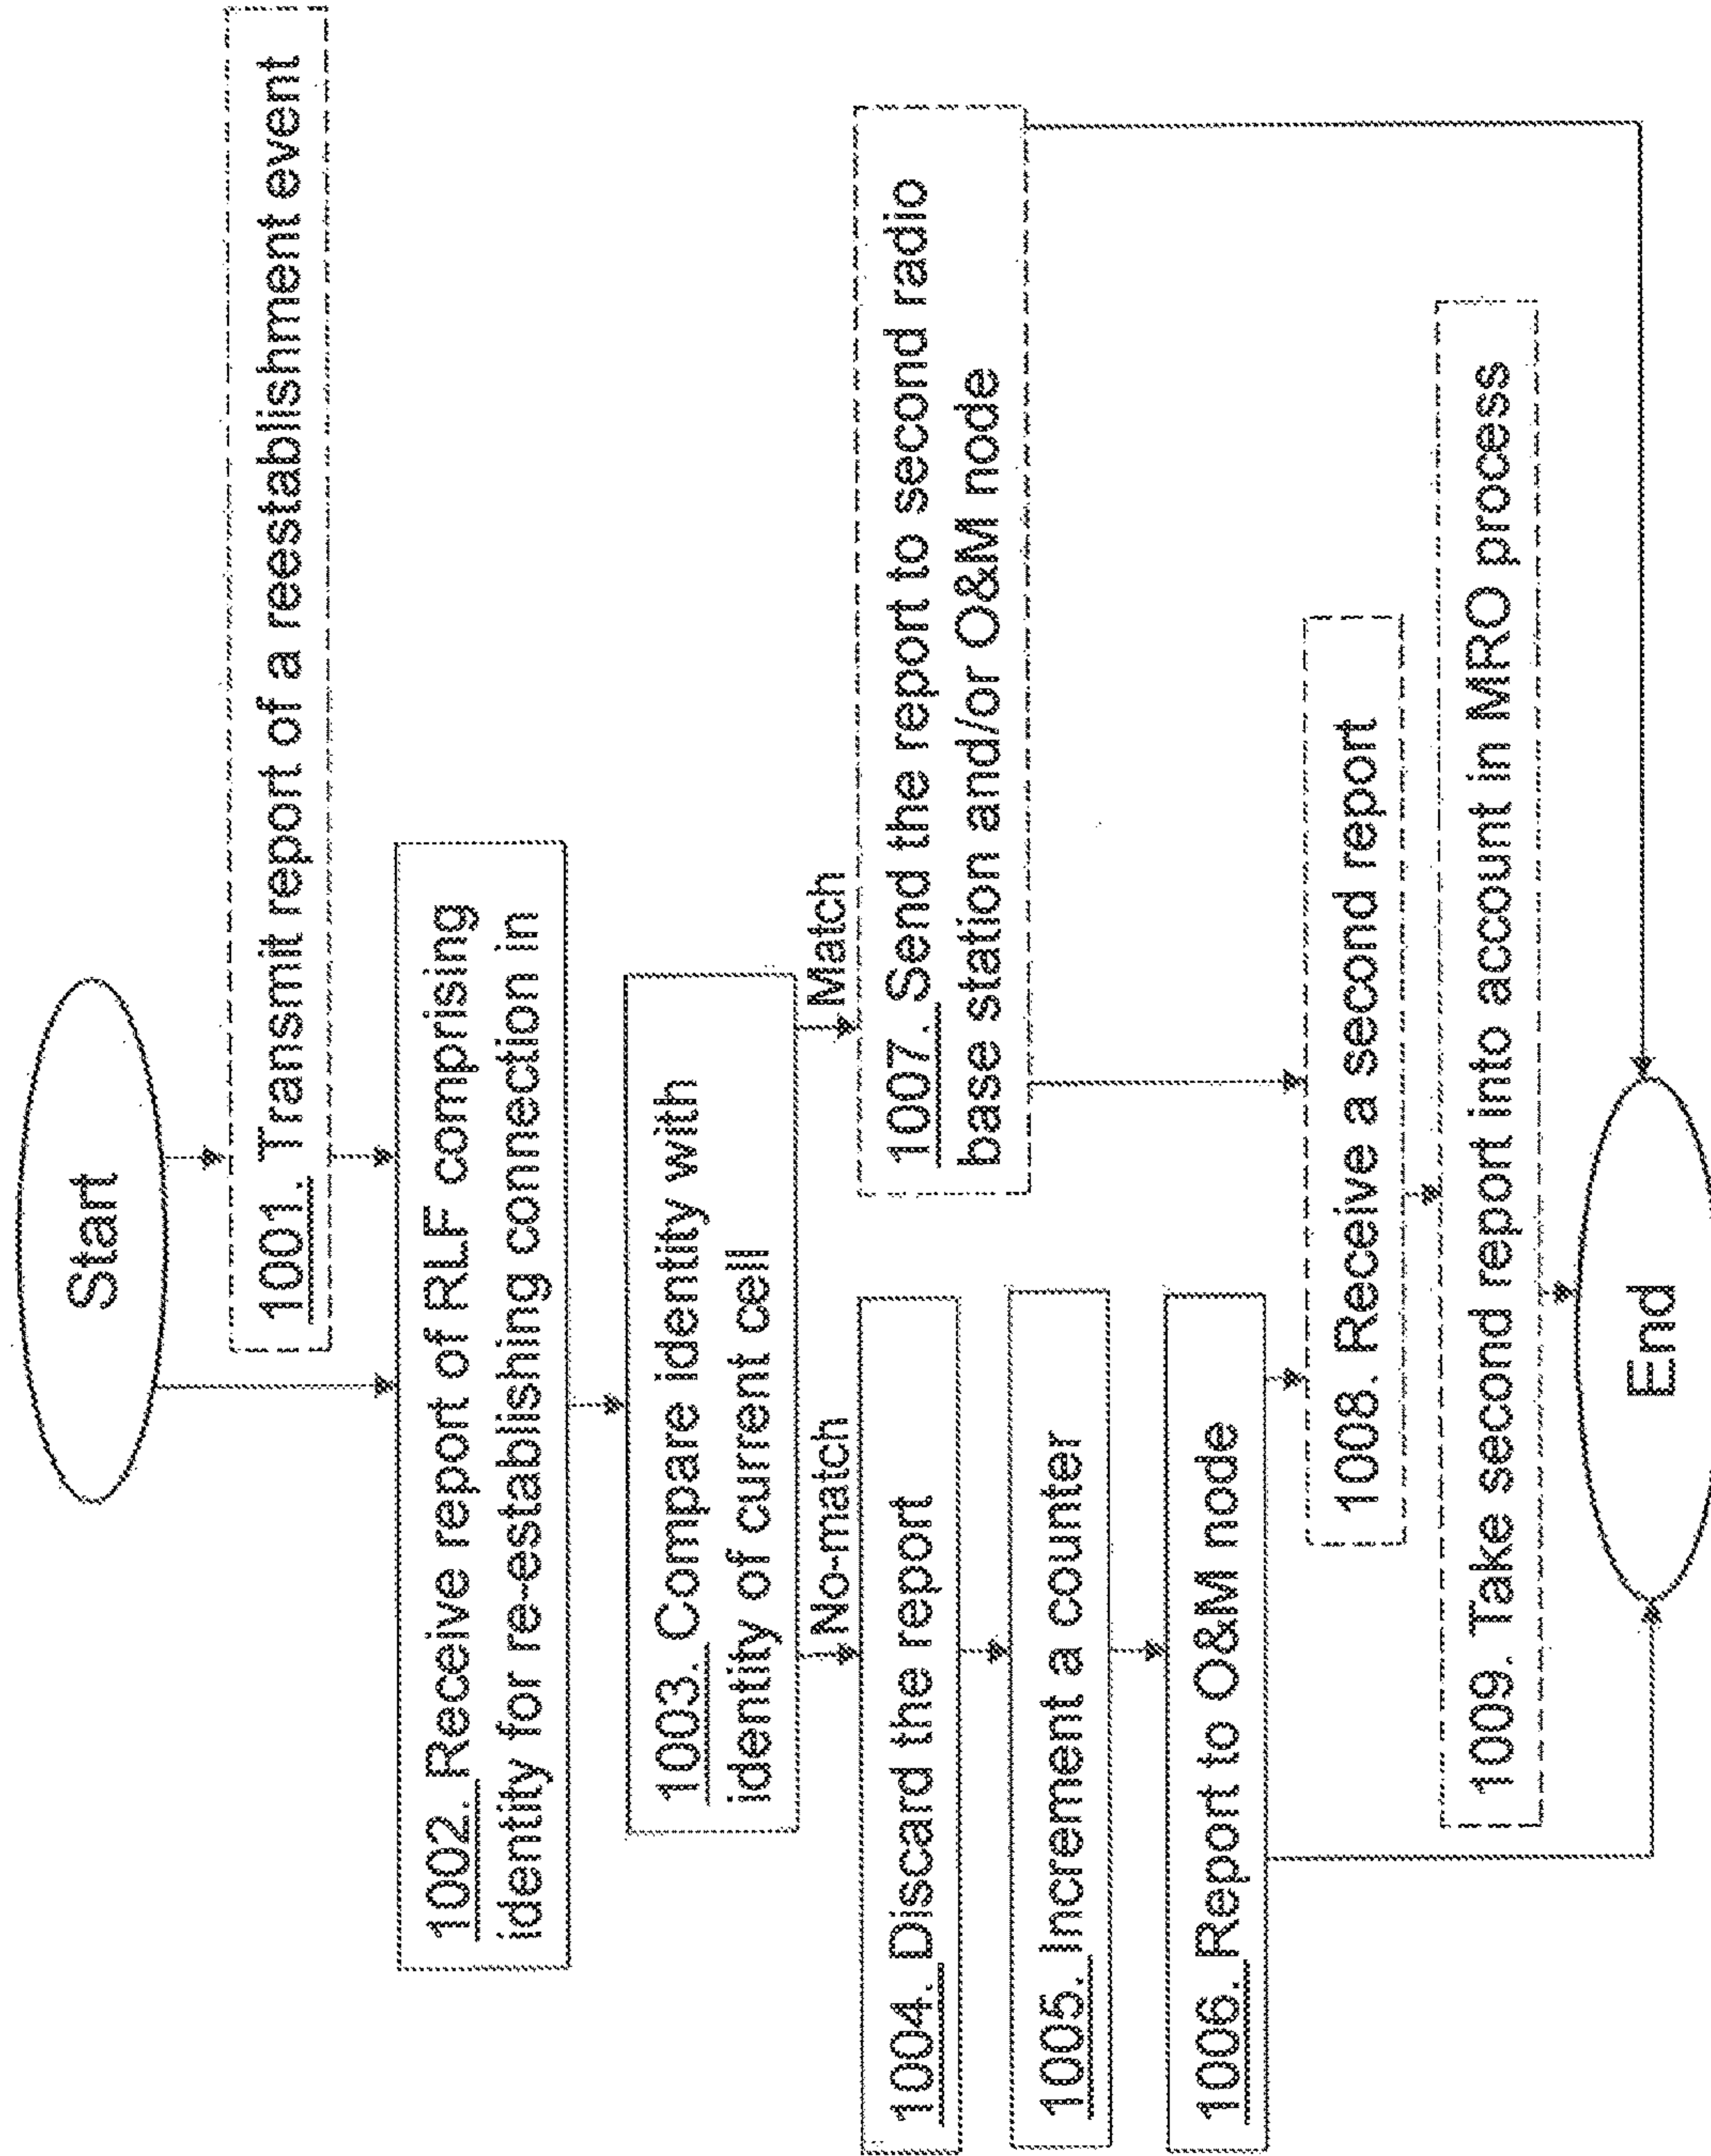 Start
1001. Transmit report of a reestablishment event
1002. Receive report of RLF comprising
identity for re-establishing connection in
1003. Compare identity with
identity of current cell
No-match
Match
1004. Discard the report
1005. Increment a counter
1006. Report to O&M node
1007. Send the report to second radio
base station and/or O&M node
1008. Receive a second report
1009. Take second report into account in MRO process
End